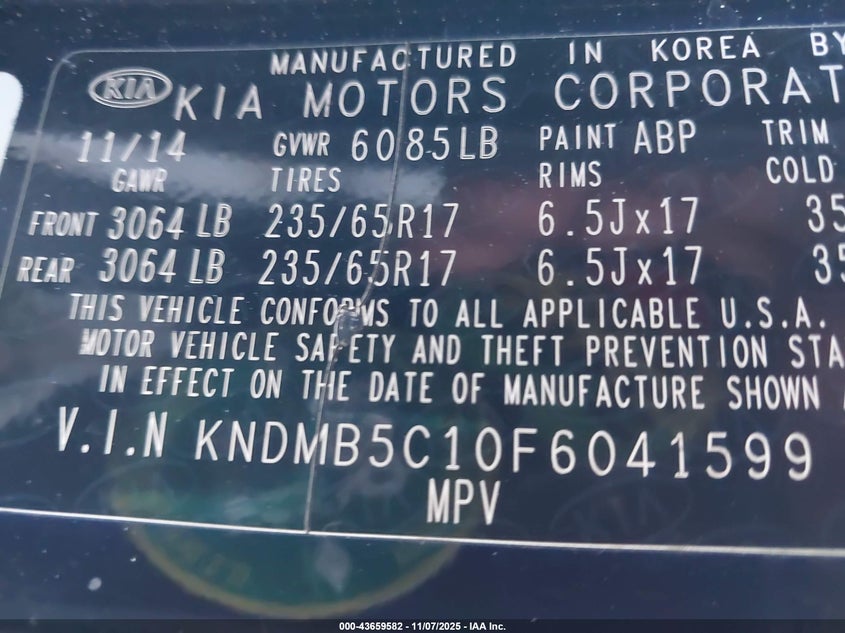 MANUFACTURED IN KOREA BY
KIA KIA MOTORS CORPORAT
11/14 GVWR 6085LB PAINT ABP TRIM
GAWR TIRES RIMS COLD
FRONT 3064 LB 235/65R17 6.5Jx17 35
REAR 3064 LB 235/65R17 6.5Jx17 35
THIS VEHICLE CONFORMS TO ALL APPLICABLE U.S.A.
MOTOR VEHICLE SAFETY AND THEFT PREVENTION STA
IN EFFECT ON THE DATE OF MANUFACTURE SHOWN
V.I.N KNDMB5C10F6041599
MPV
000-43659582 - 11/07/2025 - IAA Inc.